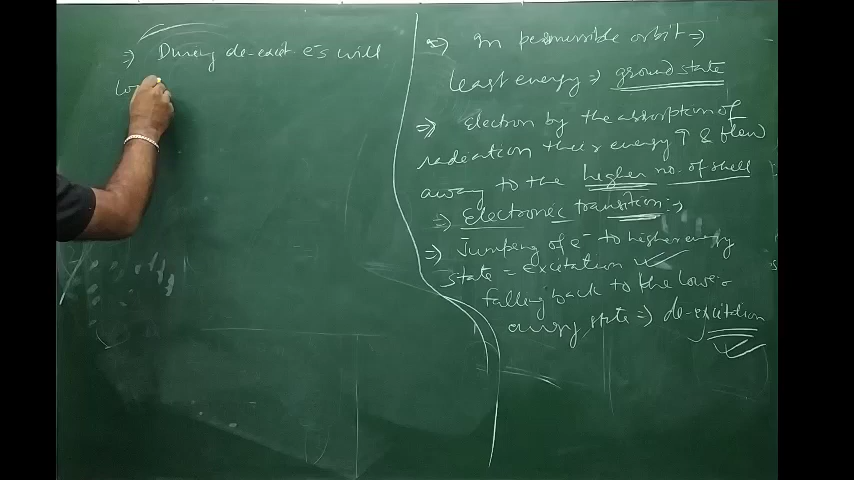 ⇒ During de-excit e⁻s will
lo
⇒ In permissible orbit ⇒
least energy ⇒ ground state
⇒ Electron by the absorption of
radiation their energy ↑ & flew
away to the higher no. of shell
⇒ Electronic transition :→
⇒ Jumping of e⁻ to higher energy
state = excitation
falling back to the lower
energy state ⇒ de-excitation